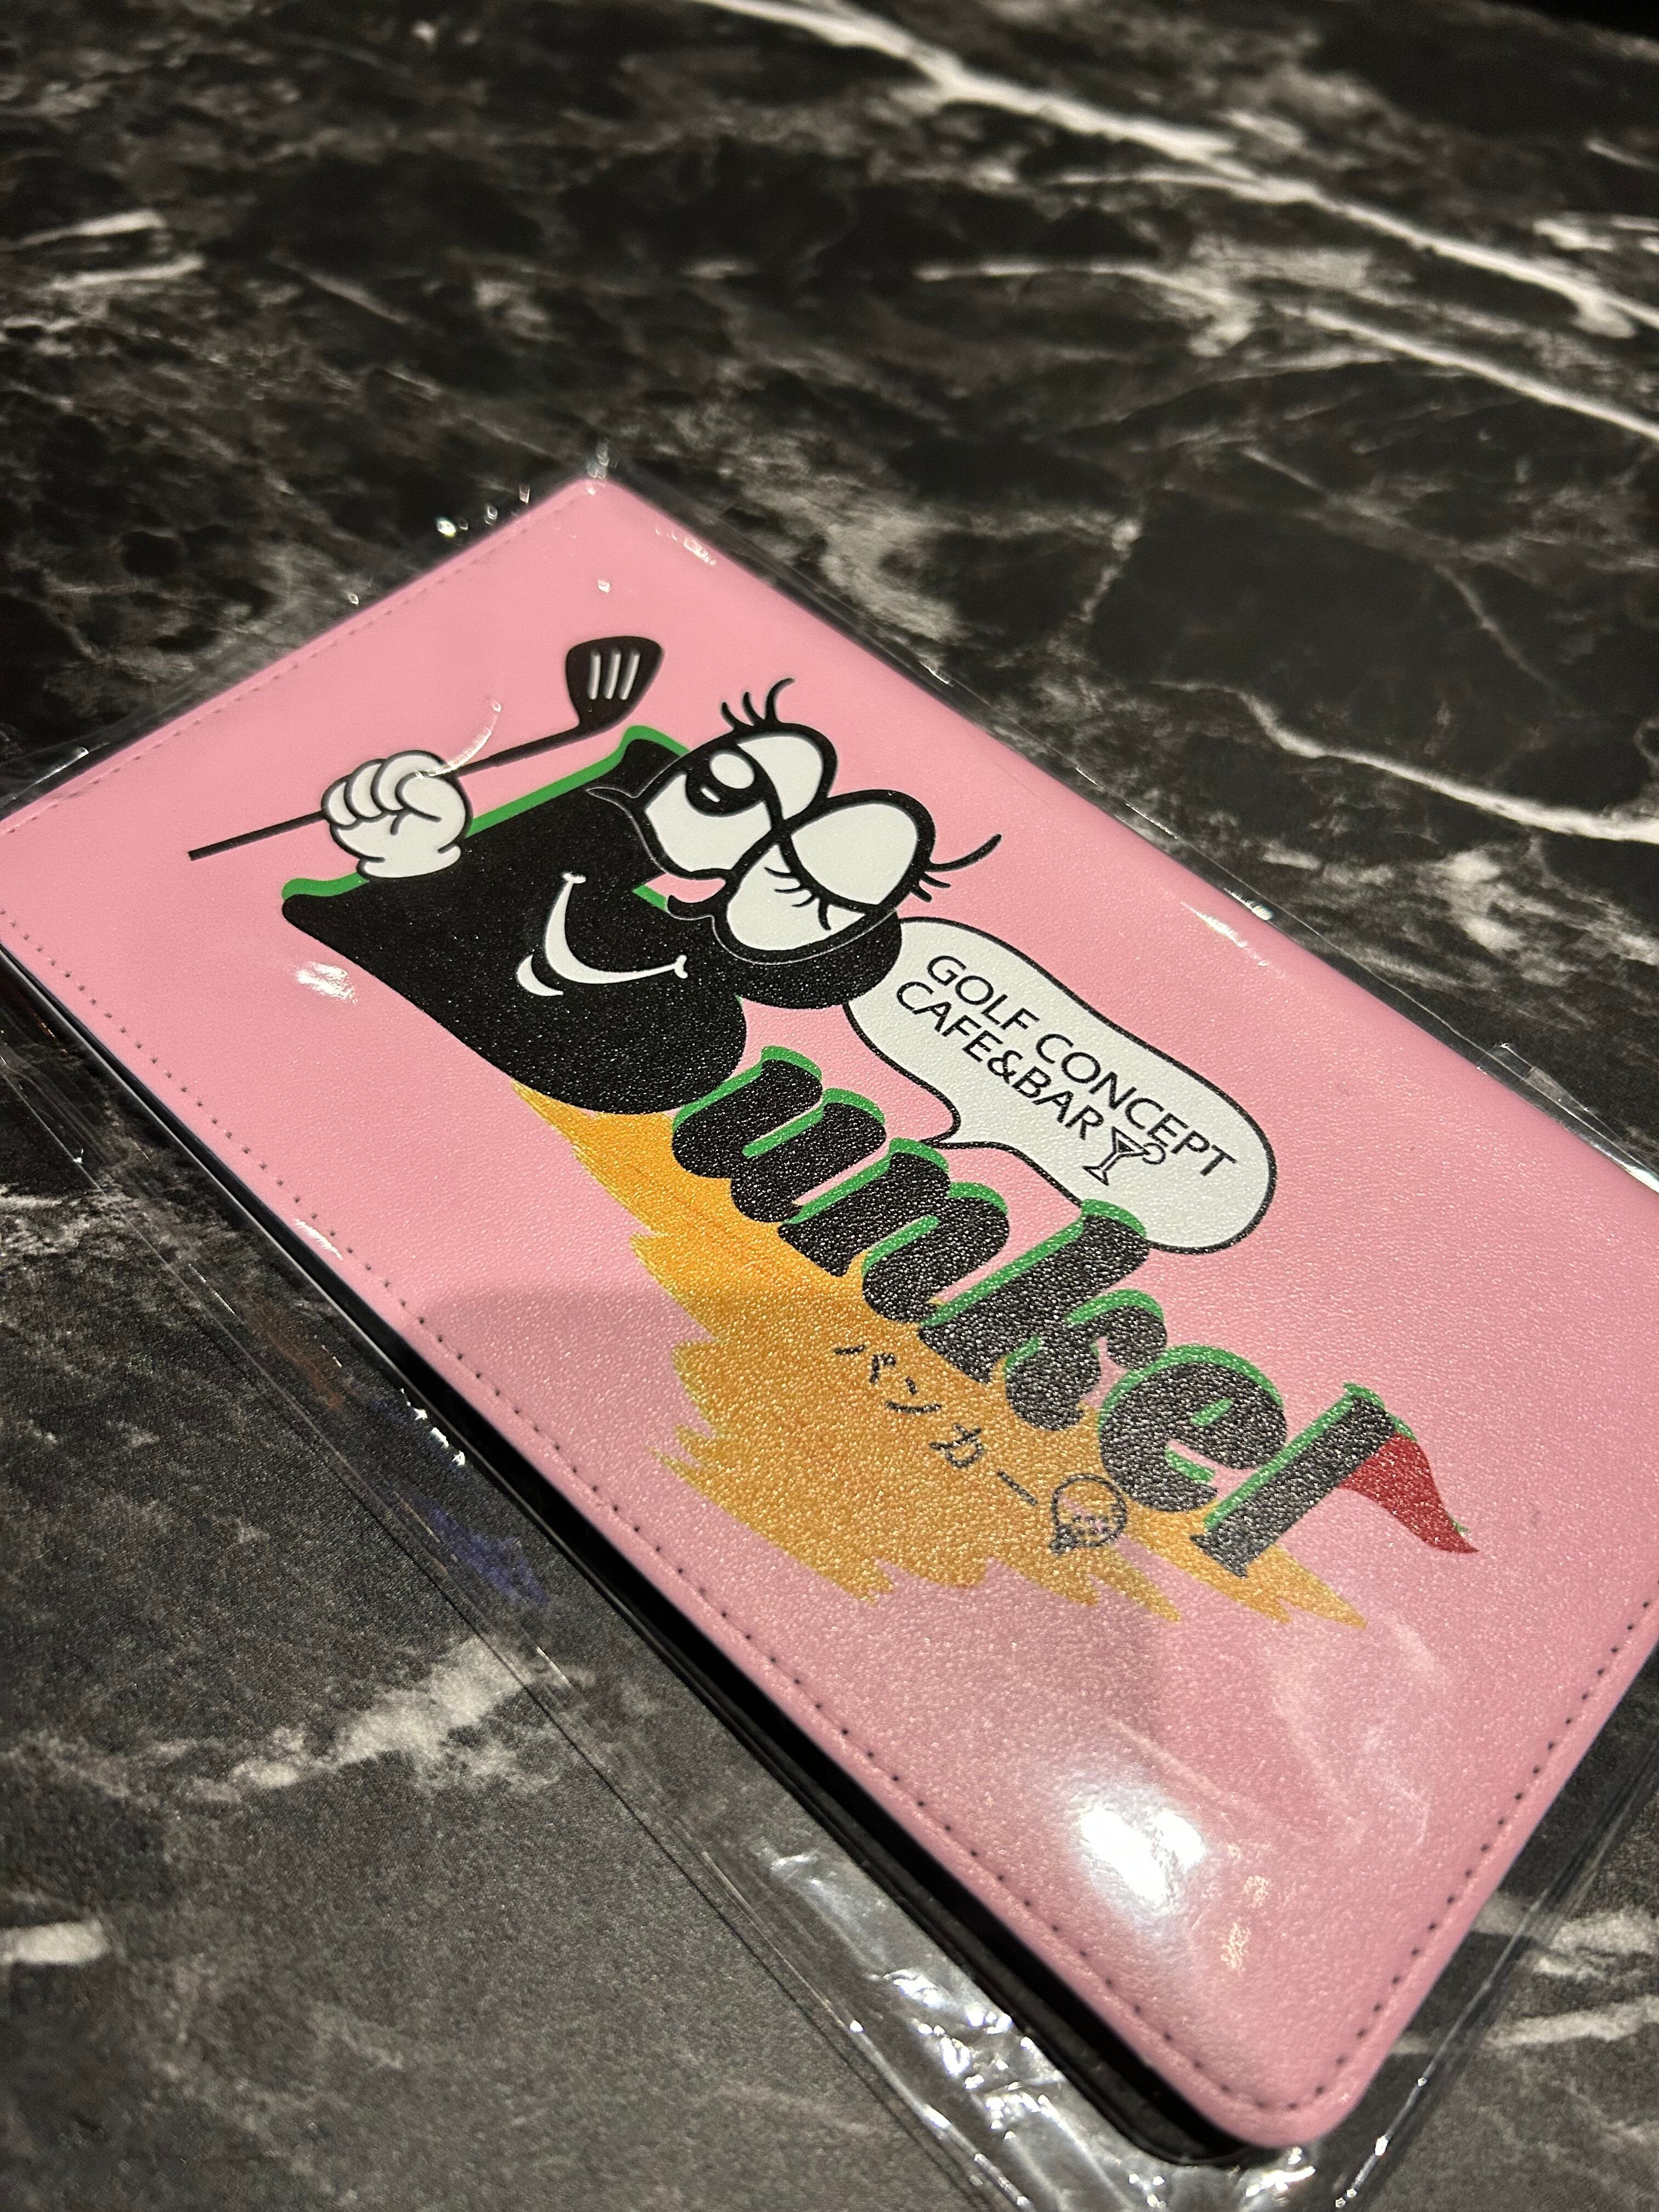 GOLF CONCEPT
CAFE&BAR
Bunker
バンカー